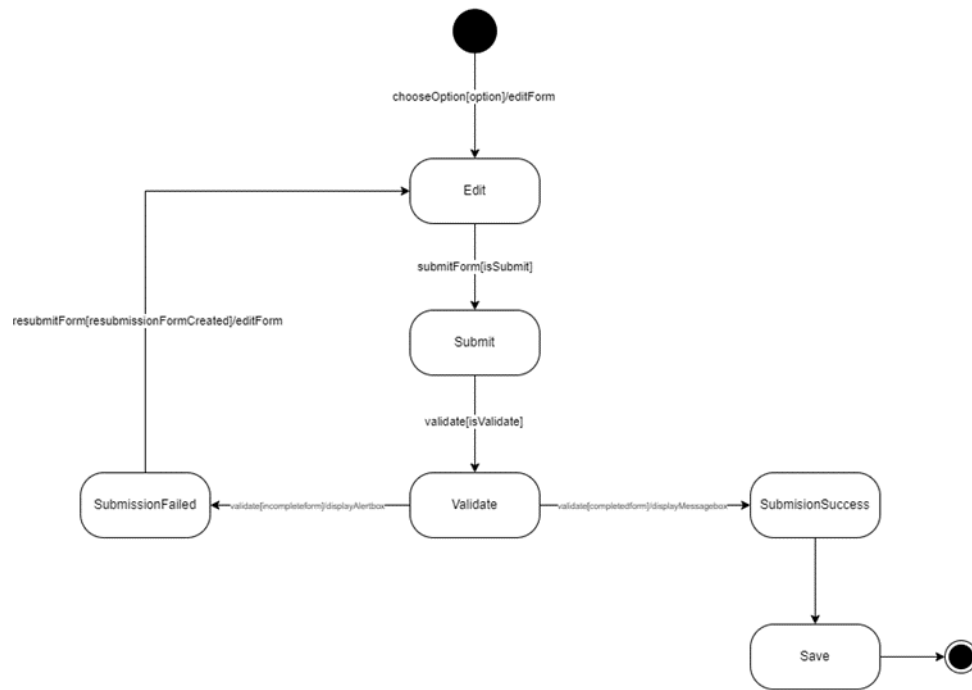 chooseOption[option]/editForm
Edit
submitForm[isSubmit]
resubmitForm[resubmissionFormCreated]/editForm
Submit
validate[isValidate]
SubmissionFailed
validate[incompleteform]/displayAlertbox
Validate
validate[completedform]/displayMessagebox
SubmisionSuccess
Save